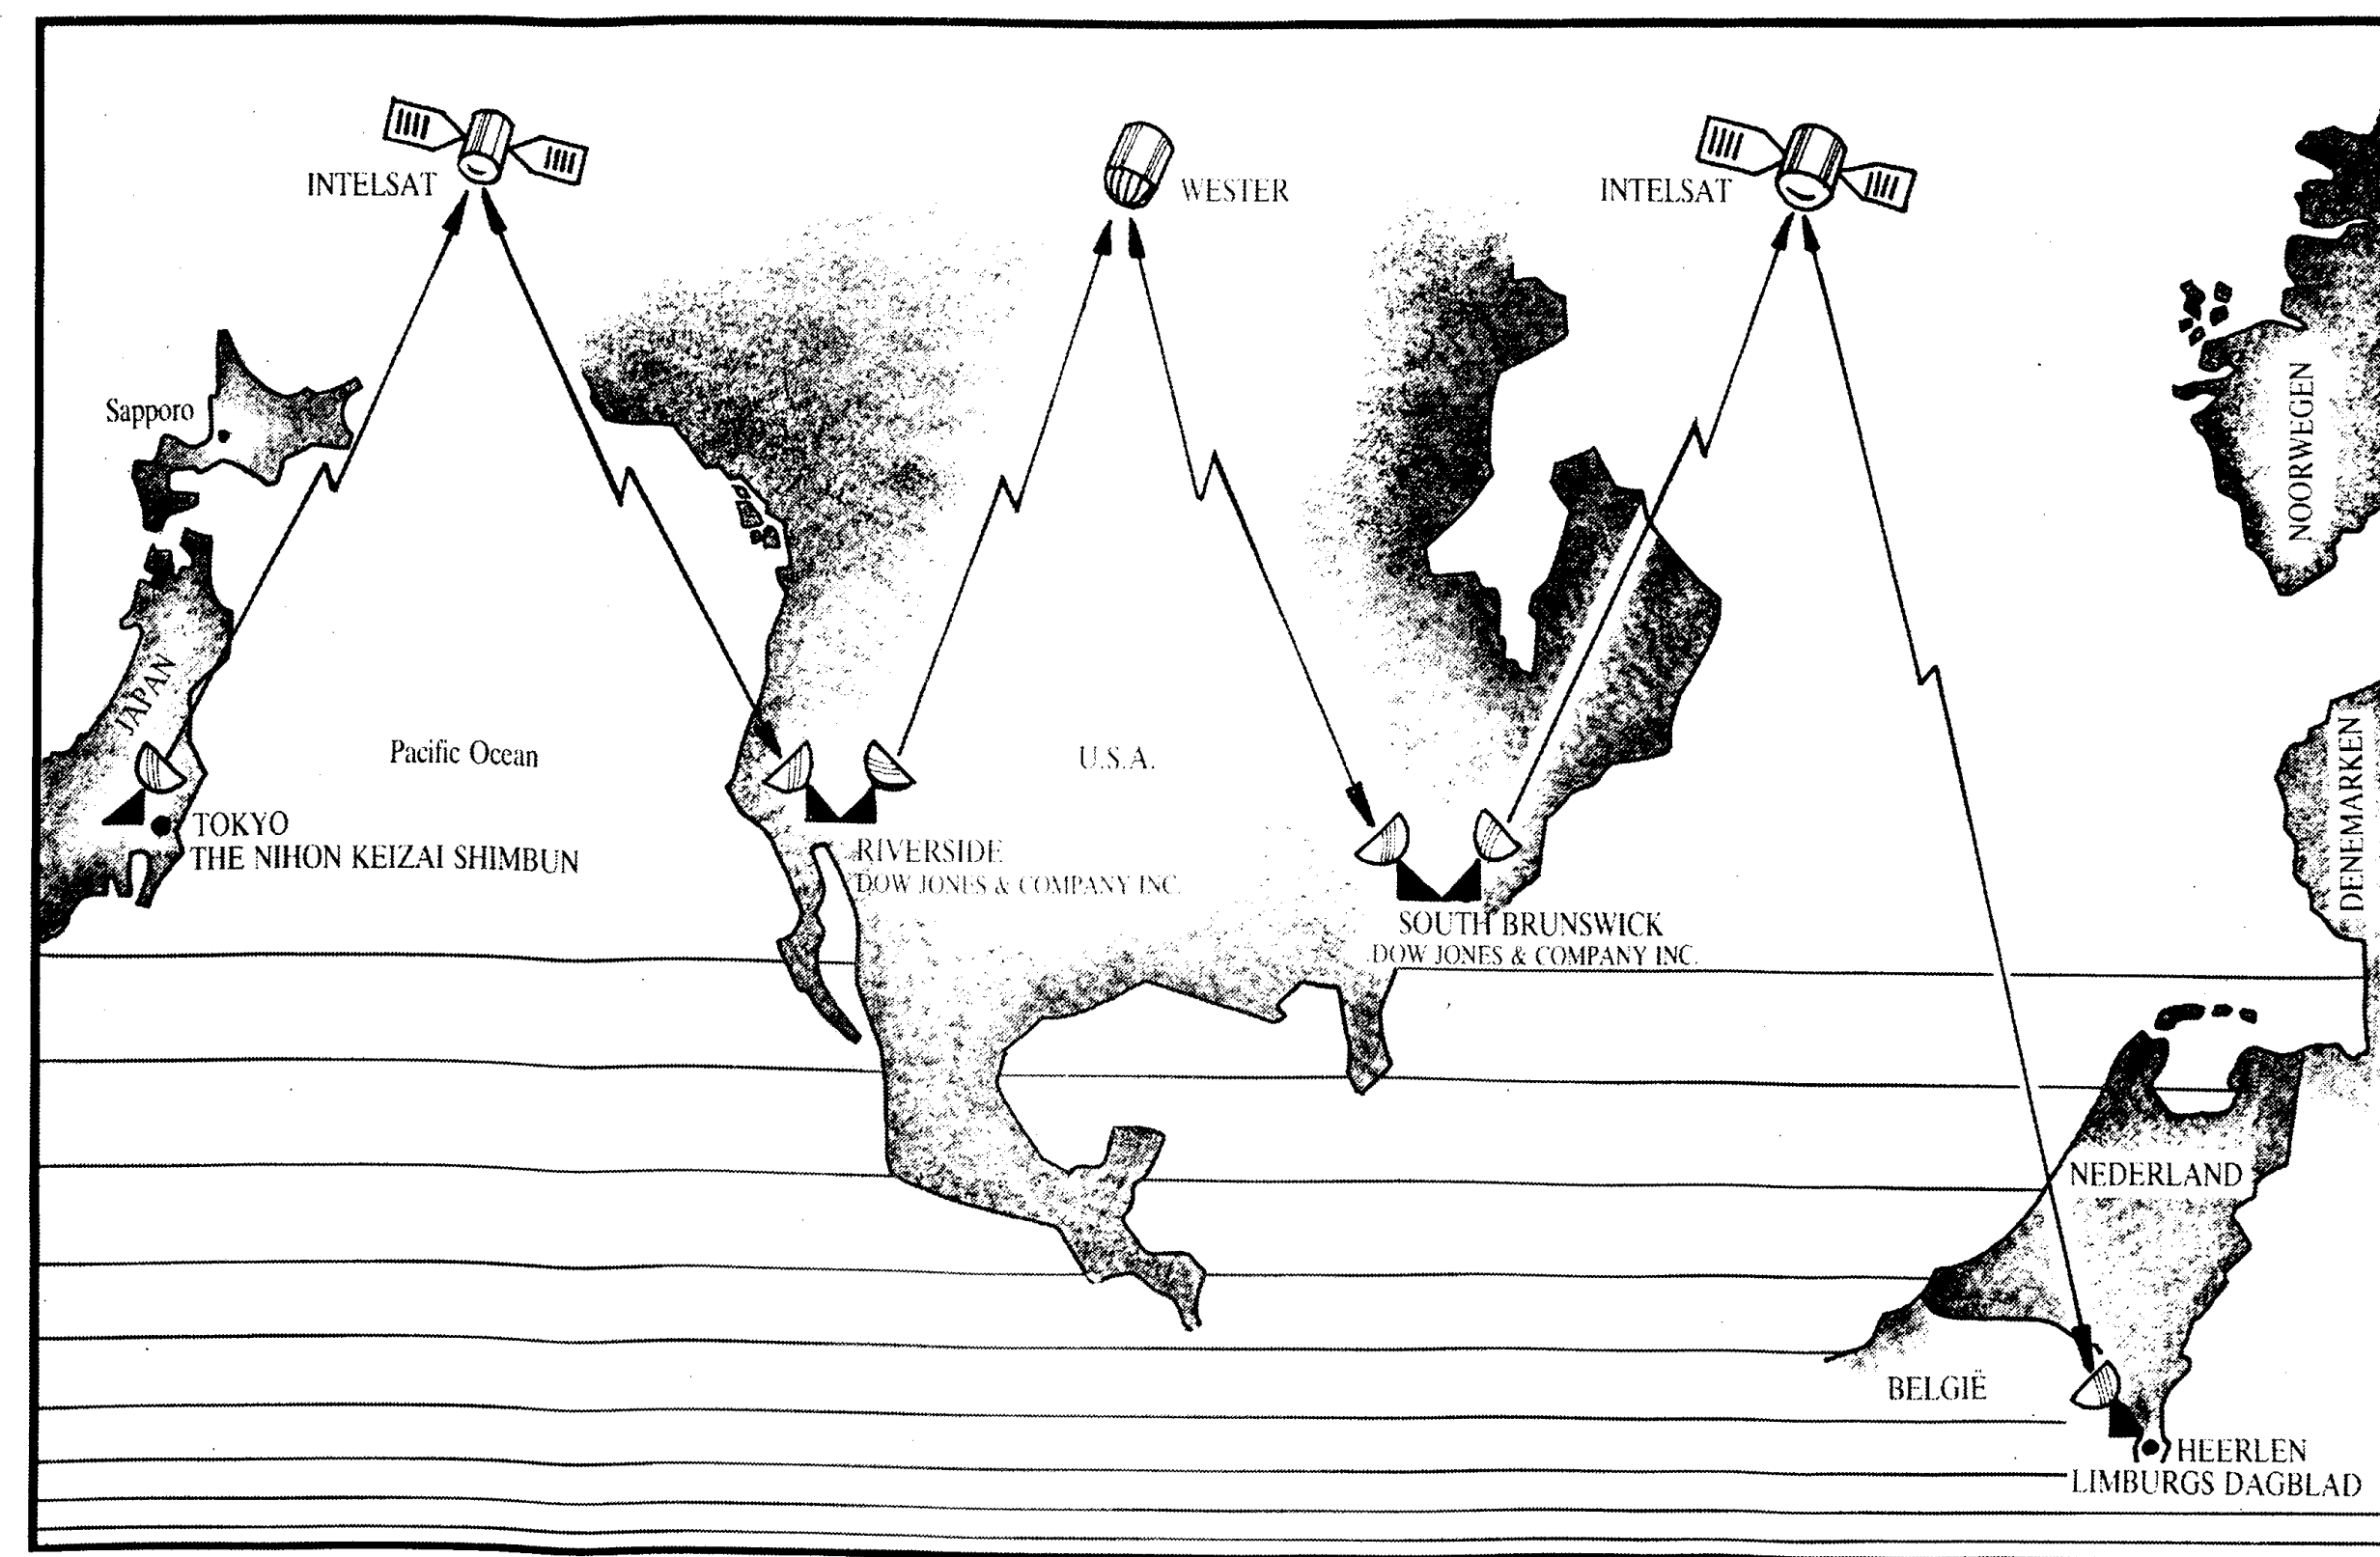 INTELSAT
WESTER
INTELSAT
Sapporo
NOORWEGEN
JAPAN
Pacific Ocean
U.S.A.
DENEMARKEN
TOKYO
THE NIHON KEIZAI SHIMBUN
RIVERSIDE
DOW JONES & COMPANY INC.
SOUTH BRUNSWICK
DOW JONES & COMPANY INC.
NEDERLAND
BELGIË
HEERLEN
LIMBURGS DAGBLAD